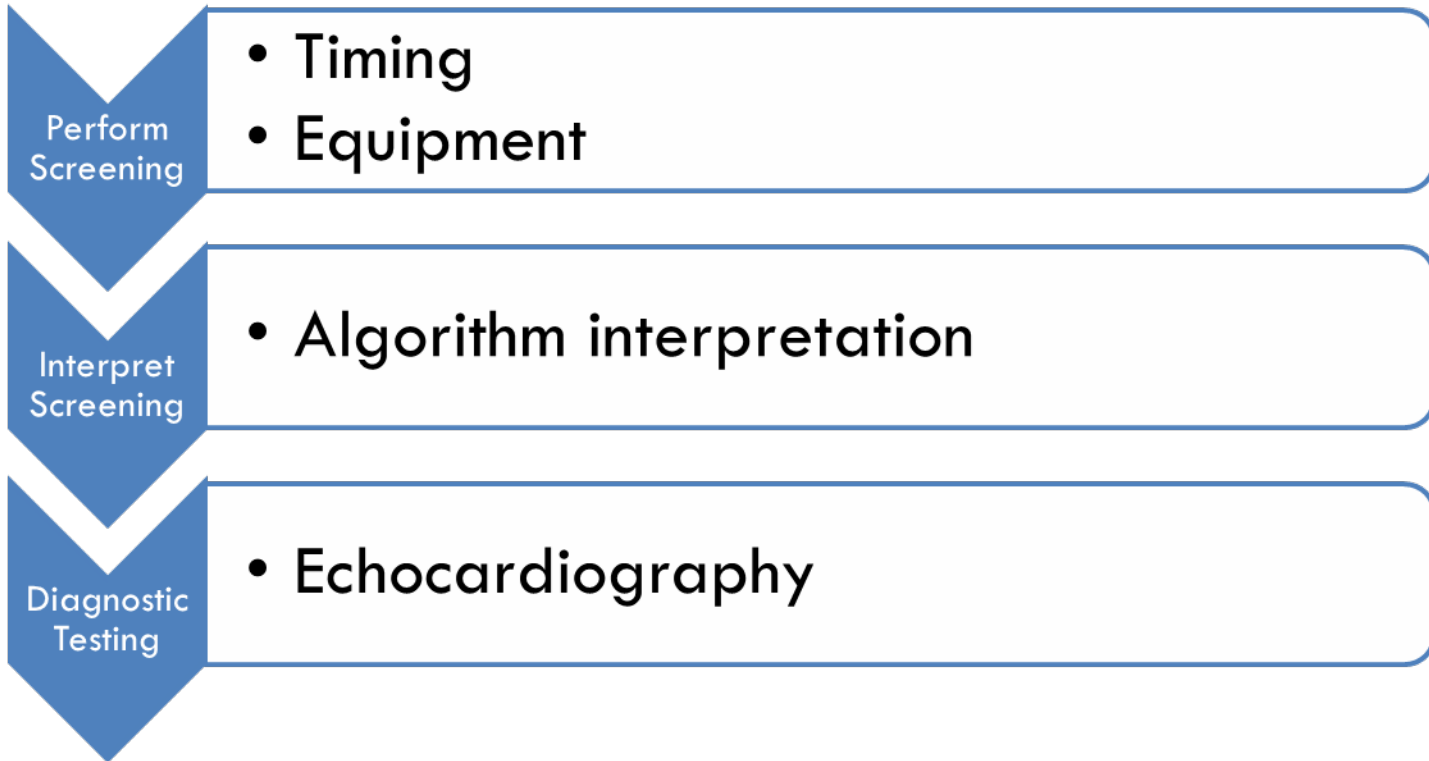 Perform
Screening
• Timing
• Equipment
Interpret
Screening
• Algorithm interpretation
Diagnostic
Testing
• Echocardiography